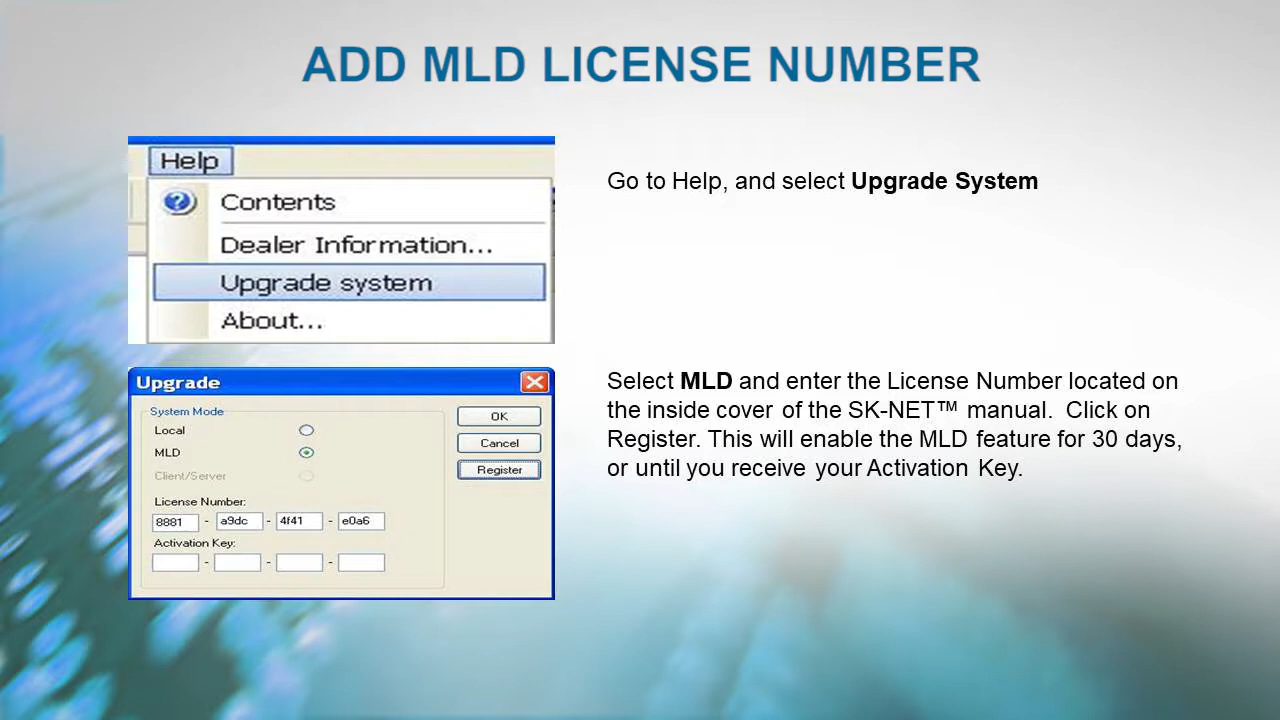 ADD MLD LICENSE NUMBER
Help
Contents
Dealer Information...
Upgrade system
About...
Go to Help, and select Upgrade System
Upgrade
System Mode
Local
MLD
Client/Server
License Number:
8881 - a9dc - 4f41 - e0a6
Activation Key:
- - -
OK
Cancel
Register
Select MLD and enter the License Number located on
the inside cover of the SK-NET™ manual. Click on
Register. This will enable the MLD feature for 30 days,
or until you receive your Activation Key.